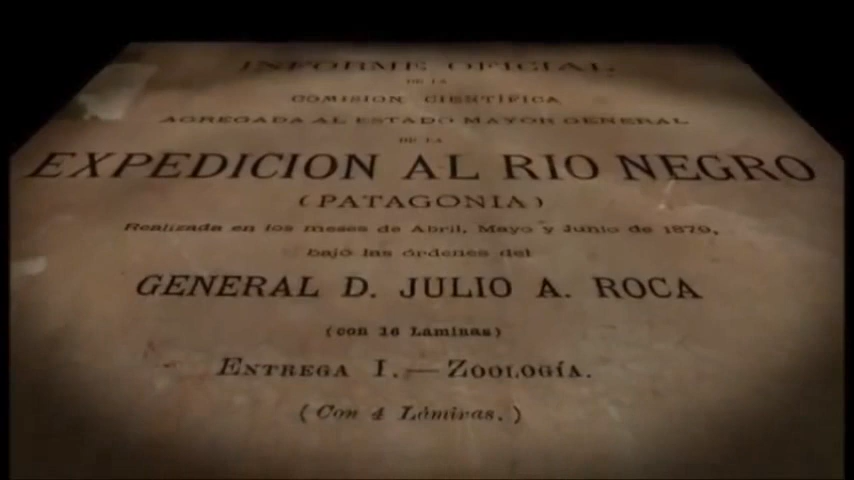 INFORME OFICIAL
DE LA
COMISION CIENTÍFICA
AGREGADA AL ESTADO MAYOR GENERAL
DE LA
EXPEDICION AL RIO NEGRO
(PATAGONIA)
Realizada en los meses de Abril, Mayo y Junio de 1879,
bajo las órdenes del
GENERAL D. JULIO A. ROCA
(con 16 Laminas)
ENTREGA I.—ZOOLOGÍA.
(Con 4 Láminas.)